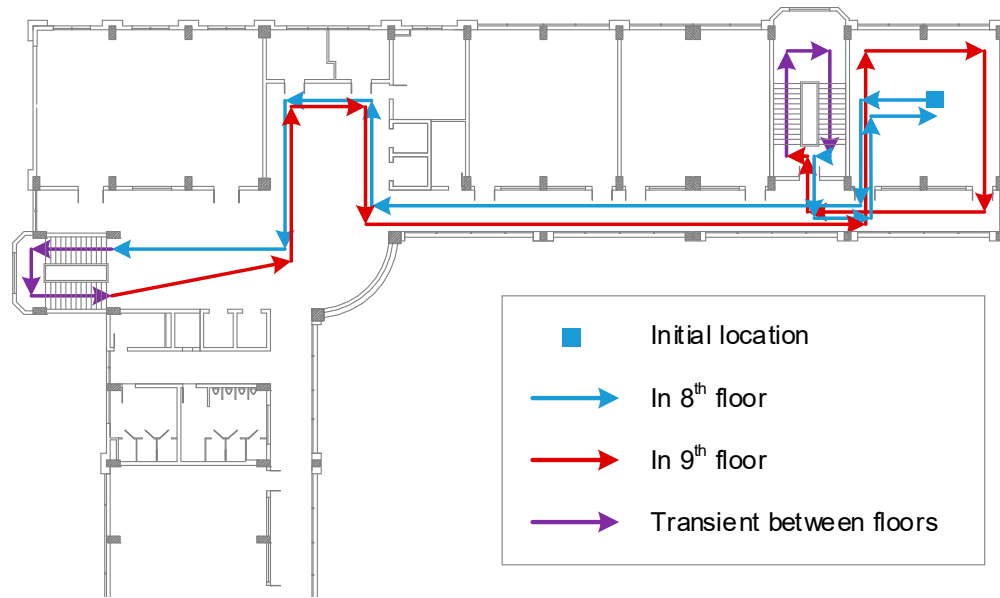 Initial location
In 8th floor
In 9th floor
Transient between floors